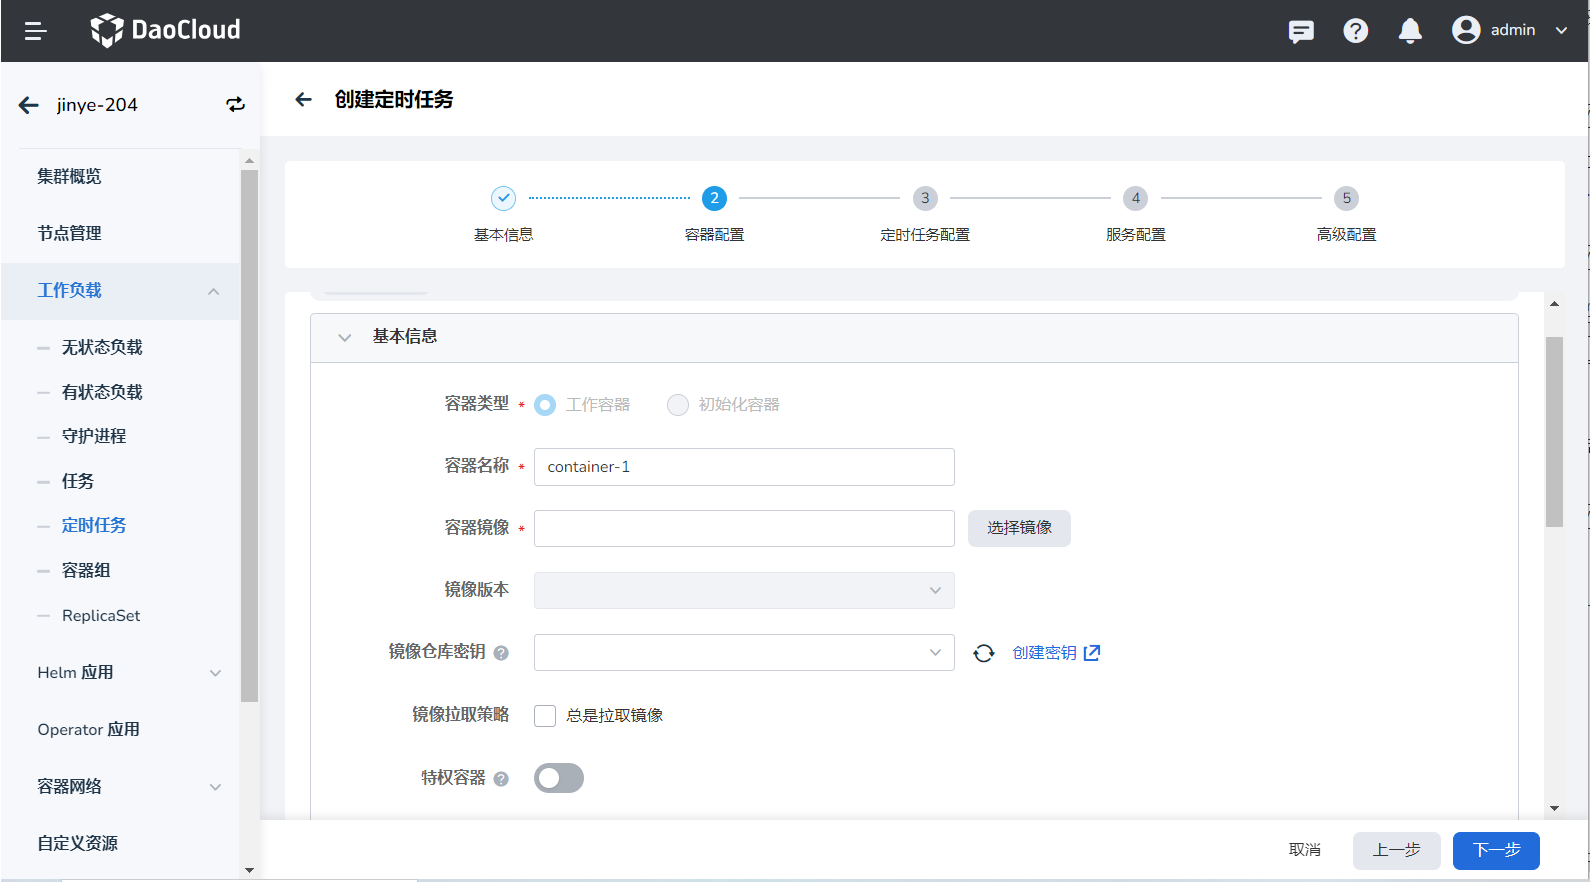 DaoCloud
admin
jinye-204
集群概览
节点管理
工作负载
无状态负载
有状态负载
守护进程
任务
定时任务
容器组
ReplicaSet
Helm 应用
Operator 应用
容器网络
自定义资源
创建定时任务
2 3 4 5
基本信息 容器配置 定时任务配置 服务配置 高级配置
基本信息
容器类型 * 工作容器 初始化容器
容器名称 * container-1
容器镜像 * 选择镜像
镜像版本
镜像仓库密钥 ? 创建密钥
镜像拉取策略 总是拉取镜像
特权容器 ?
取消 上一步 下一步